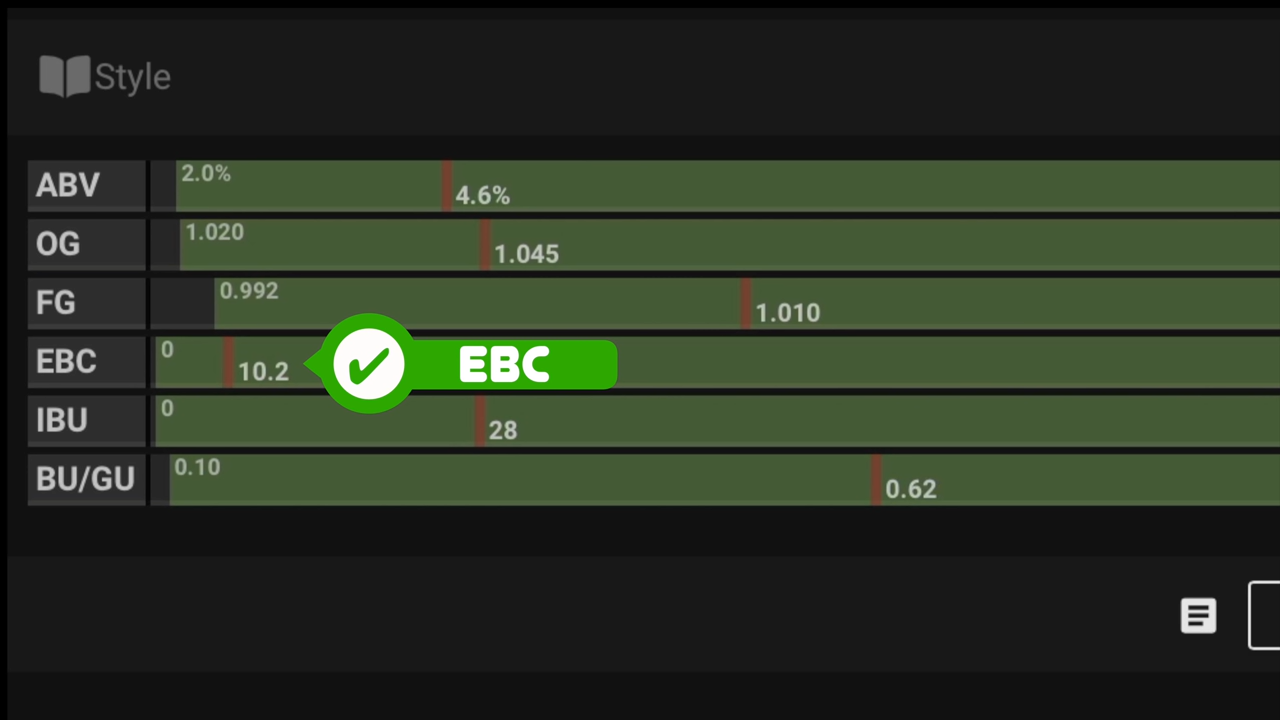 Style
ABV 2.0% 4.6%
OG 1.020 1.045
FG 0.992 1.010
EBC 0 10.2 EBC
IBU 0 28
BU/GU 0.10 0.62